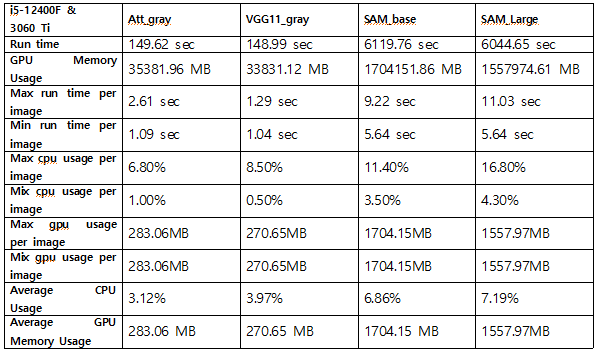 i5-12400F & 3060 Ti Att_gray VGG11_gray SAM_base SAM_Large
Run time 149.62 sec 148.99 sec 6119.76 sec 6044.65 sec
GPU Memory Usage 35381.96 MB 33831.12 MB 1704151.86 MB 1557974.61 MB
Max run time per image 2.61 sec 1.29 sec 9.22 sec 11.03 sec
Min run time per image 1.09 sec 1.04 sec 5.64 sec 5.64 sec
Max cpu usage per image 6.80% 8.50% 11.40% 16.80%
Mix cpu usage per image 1.00% 0.50% 3.50% 4.30%
Max gpu usage per image 283.06MB 270.65MB 1704.15MB 1557.97MB
Mix gpu usage per image 283.06MB 270.65MB 1704.15MB 1557.97MB
Average CPU Usage 3.12% 3.97% 6.86% 7.19%
Average GPU Memory Usage 283.06 MB 270.65 MB 1704.15 MB 1557.97MB